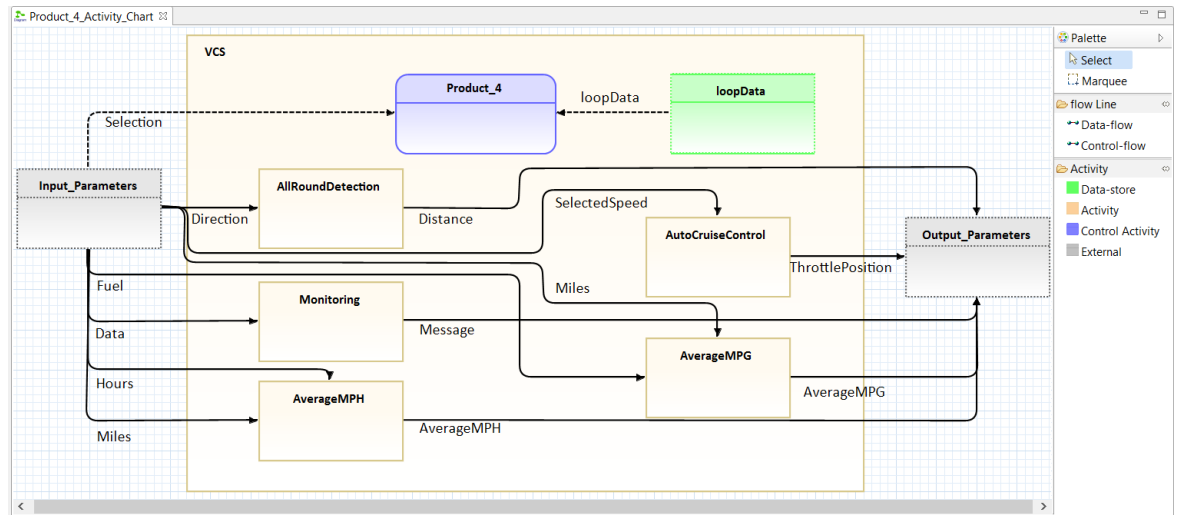 Product_4_Activity_Chart
VCS
Product_4
loopData
loopData
Selection
Input_Parameters
AllRoundDetection
Direction
Distance
SelectedSpeed
AutoCruiseControl
Output_Parameters
ThrottlePosition
Fuel
Miles
Monitoring
Data
Message
AverageMPG
Hours
AverageMPH
AverageMPG
Miles
AverageMPH
Palette
Select
Marquee
flow Line
Data-flow
Control-flow
Activity
Data-store
Activity
Control Activity
External